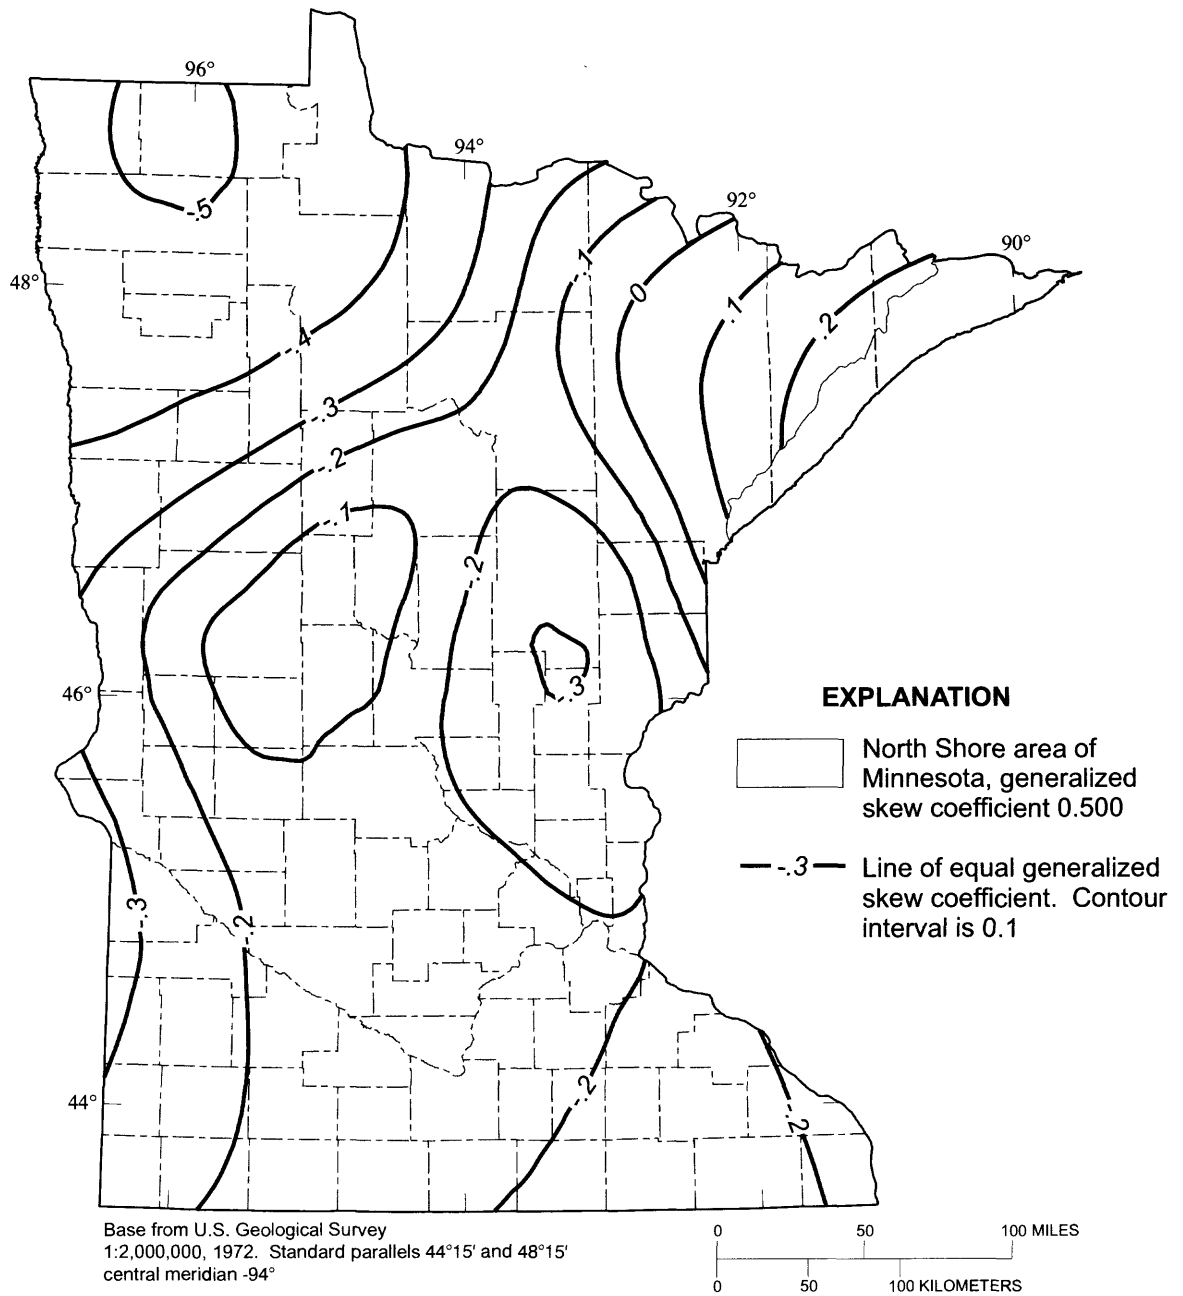 96°
94°
92°
90°
48°
46°
44°
-.5
-.4
-.3
-.2
-.1
-.1
0
.1
.2
-.2
-.3
-.3
-.2
-.2
-.2
EXPLANATION
North Shore area of
Minnesota, generalized
skew coefficient 0.500
-.3
Line of equal generalized
skew coefficient. Contour
interval is 0.1
Base from U.S. Geological Survey
1:2,000,000, 1972. Standard parallels 44°15' and 48°15'
central meridian -94°
0 50 100 MILES
0 50 100 KILOMETERS